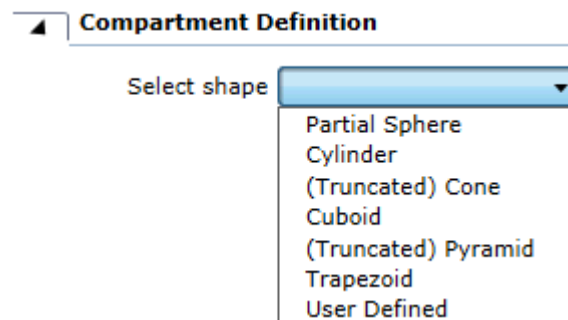 Compartment Definition
Select shape
Partial Sphere
Cylinder
(Truncated) Cone
Cuboid
(Truncated) Pyramid
Trapezoid
User Defined